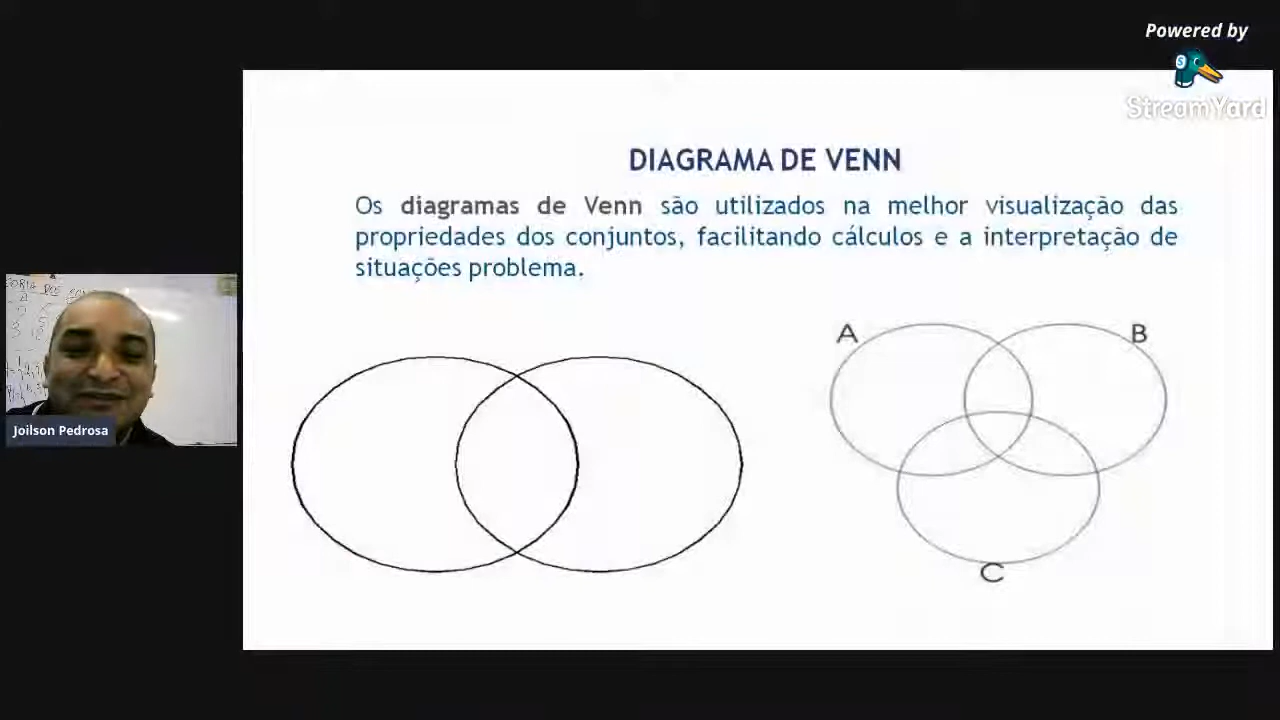 Powered by
StreamYard
DIAGRAMA DE VENN
Os diagramas de Venn são utilizados na melhor visualização das
propriedades dos conjuntos, facilitando cálculos e a interpretação de
situações problema.
A
B
C
Joilson Pedrosa